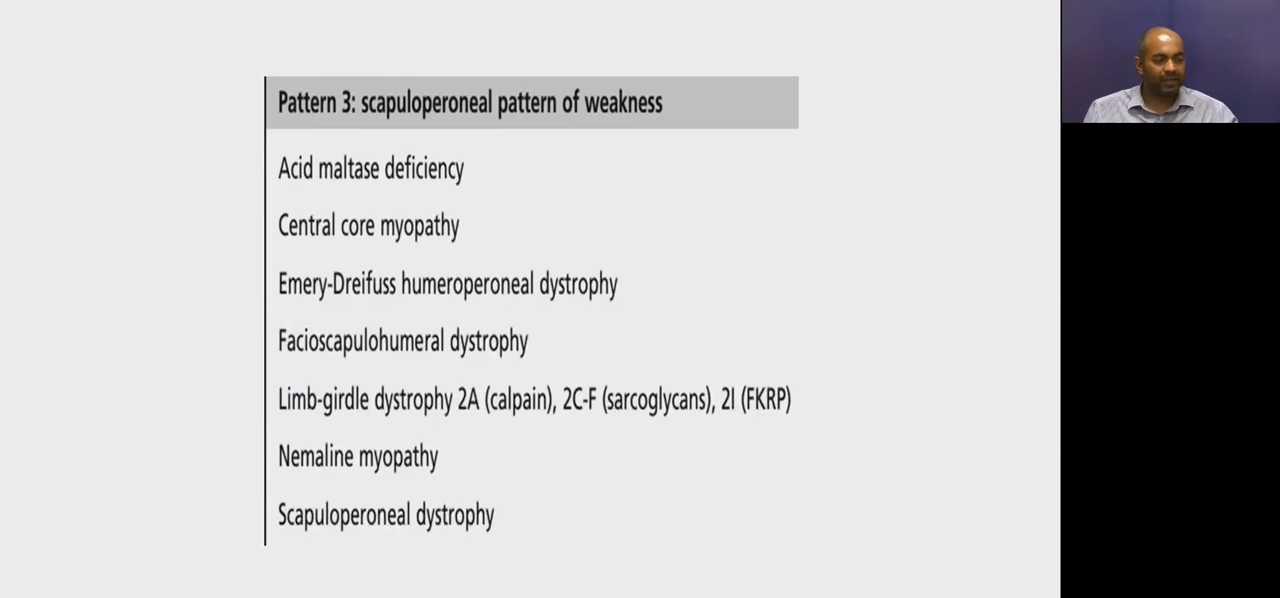 Pattern 3: scapuloperoneal pattern of weakness
Acid maltase deficiency
Central core myopathy
Emery-Dreifuss humeroperoneal dystrophy
Facioscapulohumeral dystrophy
Limb-girdle dystrophy 2A (calpain), 2C-F (sarcoglycans), 2I (FKRP)
Nemaline myopathy
Scapuloperoneal dystrophy